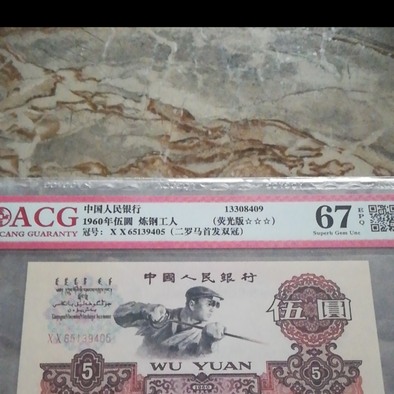 ACG
CANG GUARANTY
中国人民银行 13308409
1960年伍圆 炼钢工人 (荧光版☆☆☆)
冠号: X X 65139405 (二罗马首发双冠)
67 EPQ
Superb Gem Unc
中国人民银行
伍圆
XX65139405
WU YUAN
5
1960
5